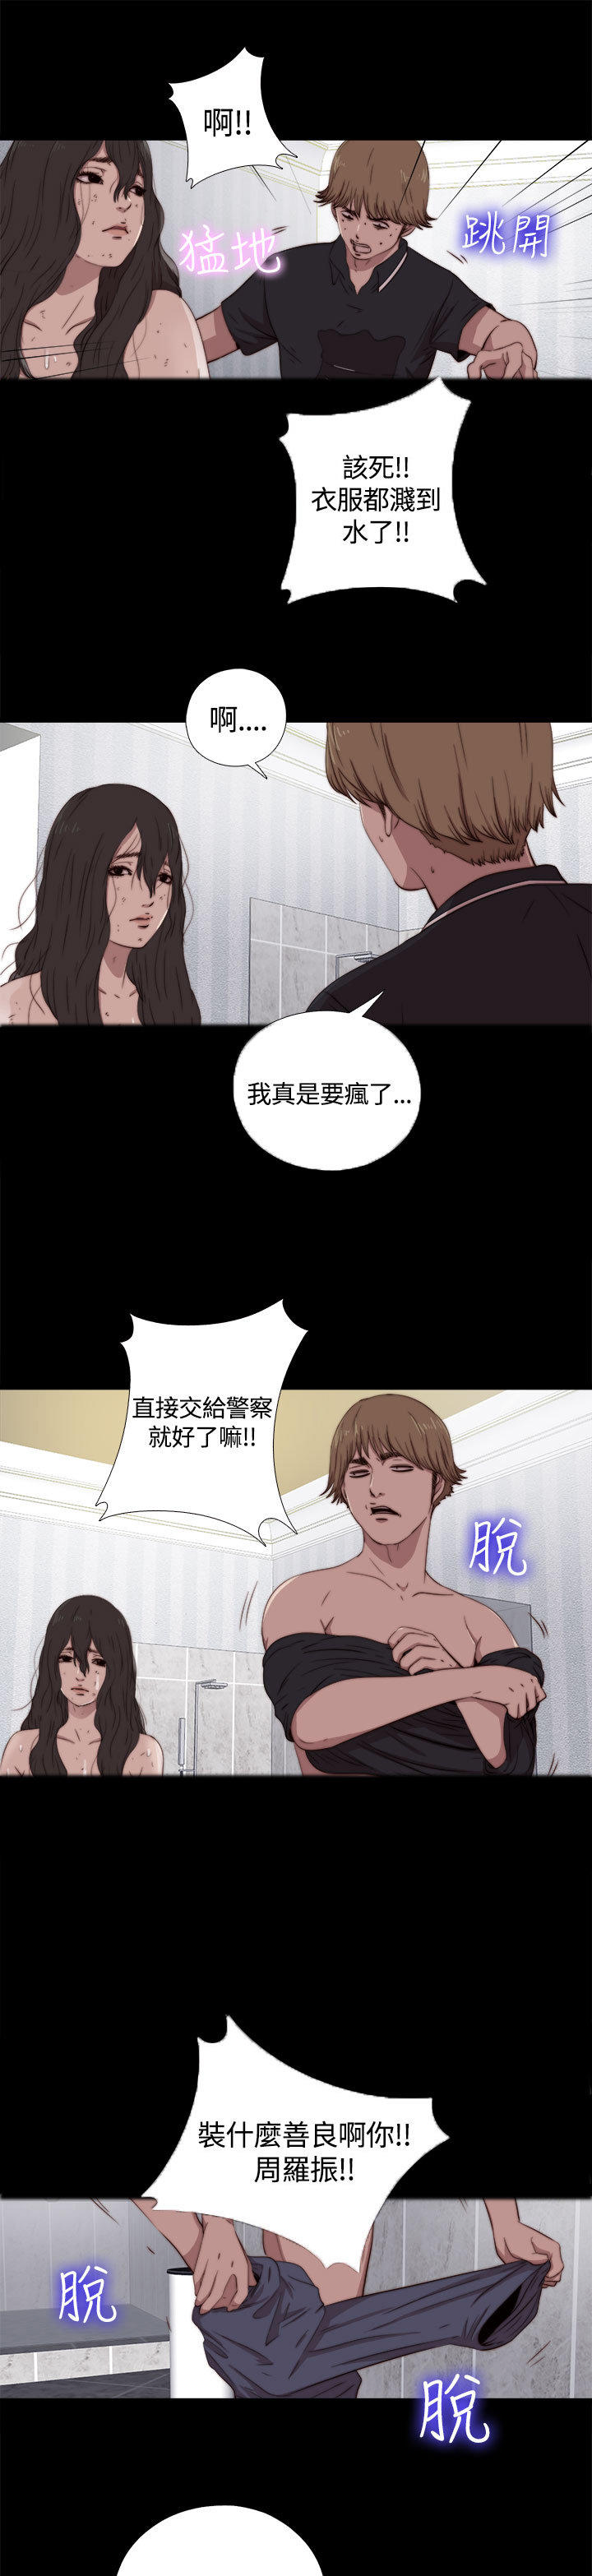 啊!!
猛地
跳開
該死!!
衣服都濺到
水了!!
啊....
我真是要瘋了...
直接交給警察
就好了嘛!!
脫
裝什麼善良啊你!!
周羅振!!
脫
脫